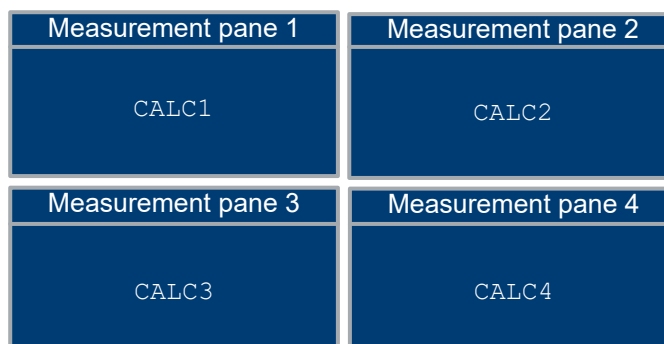 Measurement pane 1
CALC1
Measurement pane 2
CALC2
Measurement pane 3
CALC3
Measurement pane 4
CALC4